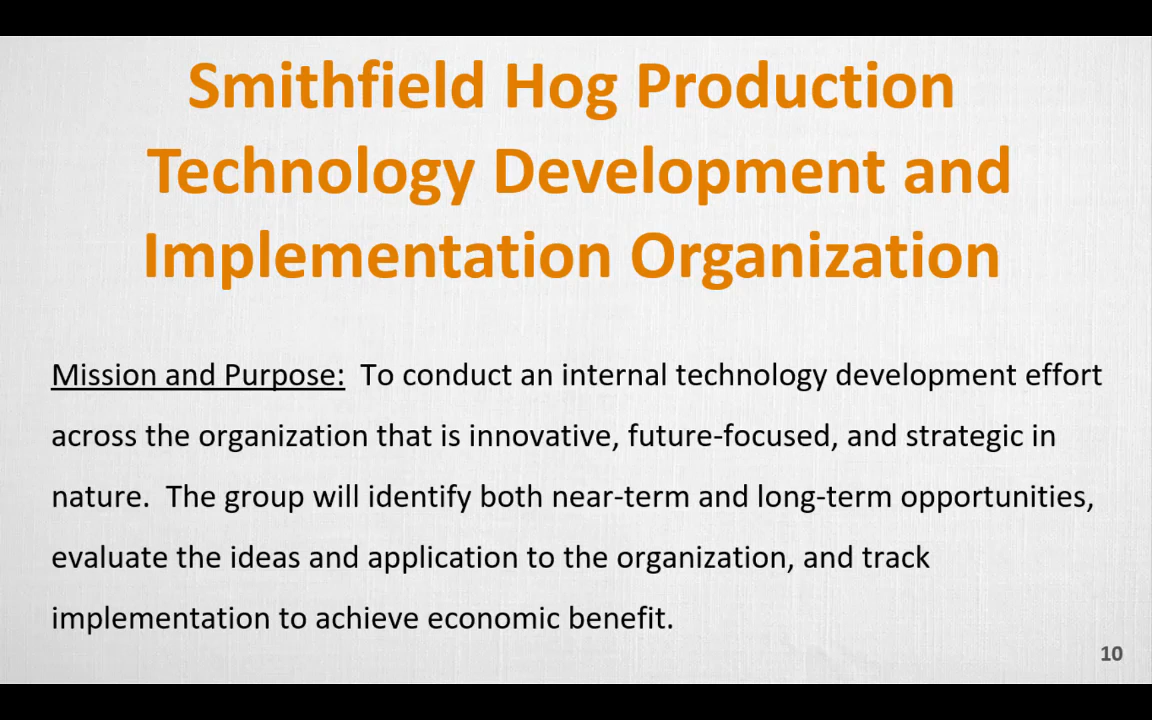 Smithfield Hog Production
Technology Development and
Implementation Organization
Mission and Purpose:  To conduct an internal technology development effort
across the organization that is innovative, future-focused, and strategic in
nature.  The group will identify both near-term and long-term opportunities,
evaluate the ideas and application to the organization, and track
implementation to achieve economic benefit.
10